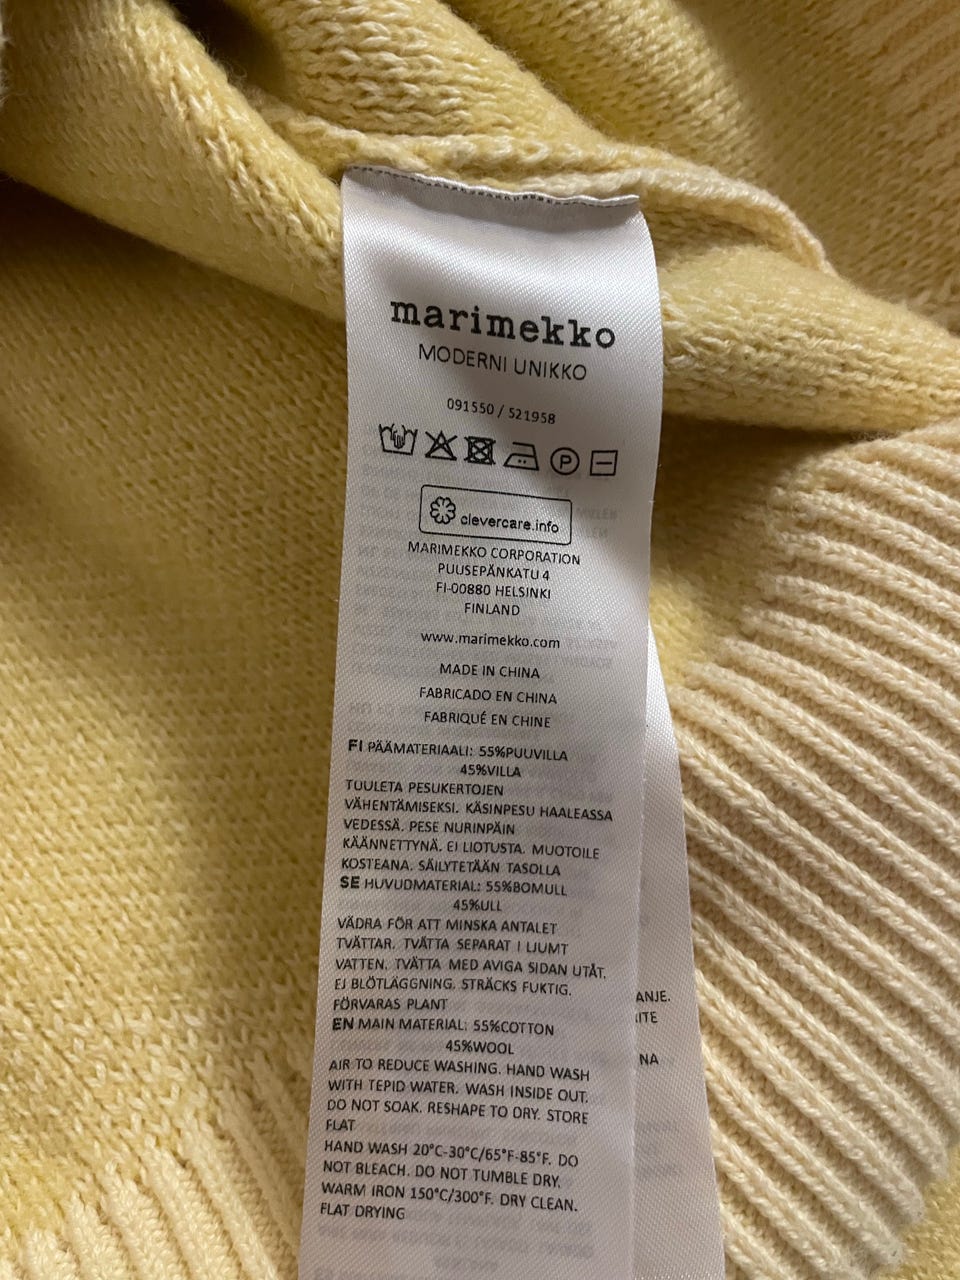 marimekko
MODERNI UNIKKO
091550 / 521958
P
clevercare.info
MARIMEKKO CORPORATION
PUUSEPÄNKATU 4
FI-00880 HELSINKI
FINLAND
www.marimekko.com
MADE IN CHINA
FABRICADO EN CHINA
FABRIQUÉ EN CHINE
FI PÄÄMATERIAALI: 55%PUUVILLA
45%VILLA
TUULETA PESUKERTOJEN
VÄHENTÄMISEKSI. KÄSINPESU HAALEASSA
VEDESSÄ. PESE NURINPÄIN
KÄÄNNETTYNÄ. EI LIOTUSTA. MUOTOILE
KOSTEANA. SÄILYTETÄÄN TASOLLA
SE HUVUDMATERIAL: 55%BOMULL
45%ULL
VÄDRA FÖR ATT MINSKA ANTALET
TVÄTTAR. TVÄTTA SEPARAT I LJUMT
VATTEN. TVÄTTA MED AVIGA SIDAN UTÅT.
EJ BLÖTLÄGGNING. STRÄCKS FUKTIG.
FÖRVARAS PLANT
EN MAIN MATERIAL: 55%COTTON
45%WOOL
AIR TO REDUCE WASHING. HAND WASH
WITH TEPID WATER. WASH INSIDE OUT.
DO NOT SOAK. RESHAPE TO DRY. STORE
FLAT
HAND WASH 20°C-30°C/65°F-85°F. DO
NOT BLEACH. DO NOT TUMBLE DRY.
WARM IRON 150°C/300°F. DRY CLEAN.
FLAT DRYING